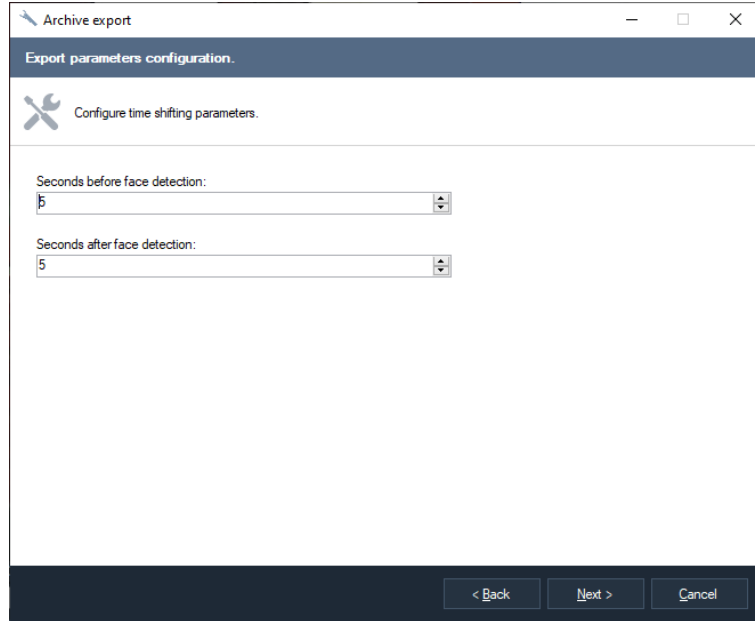 Archive export
Export parameters configuration.
Configure time shifting parameters.
Seconds before face detection:
5
Seconds after face detection:
5
< Back Next > Cancel